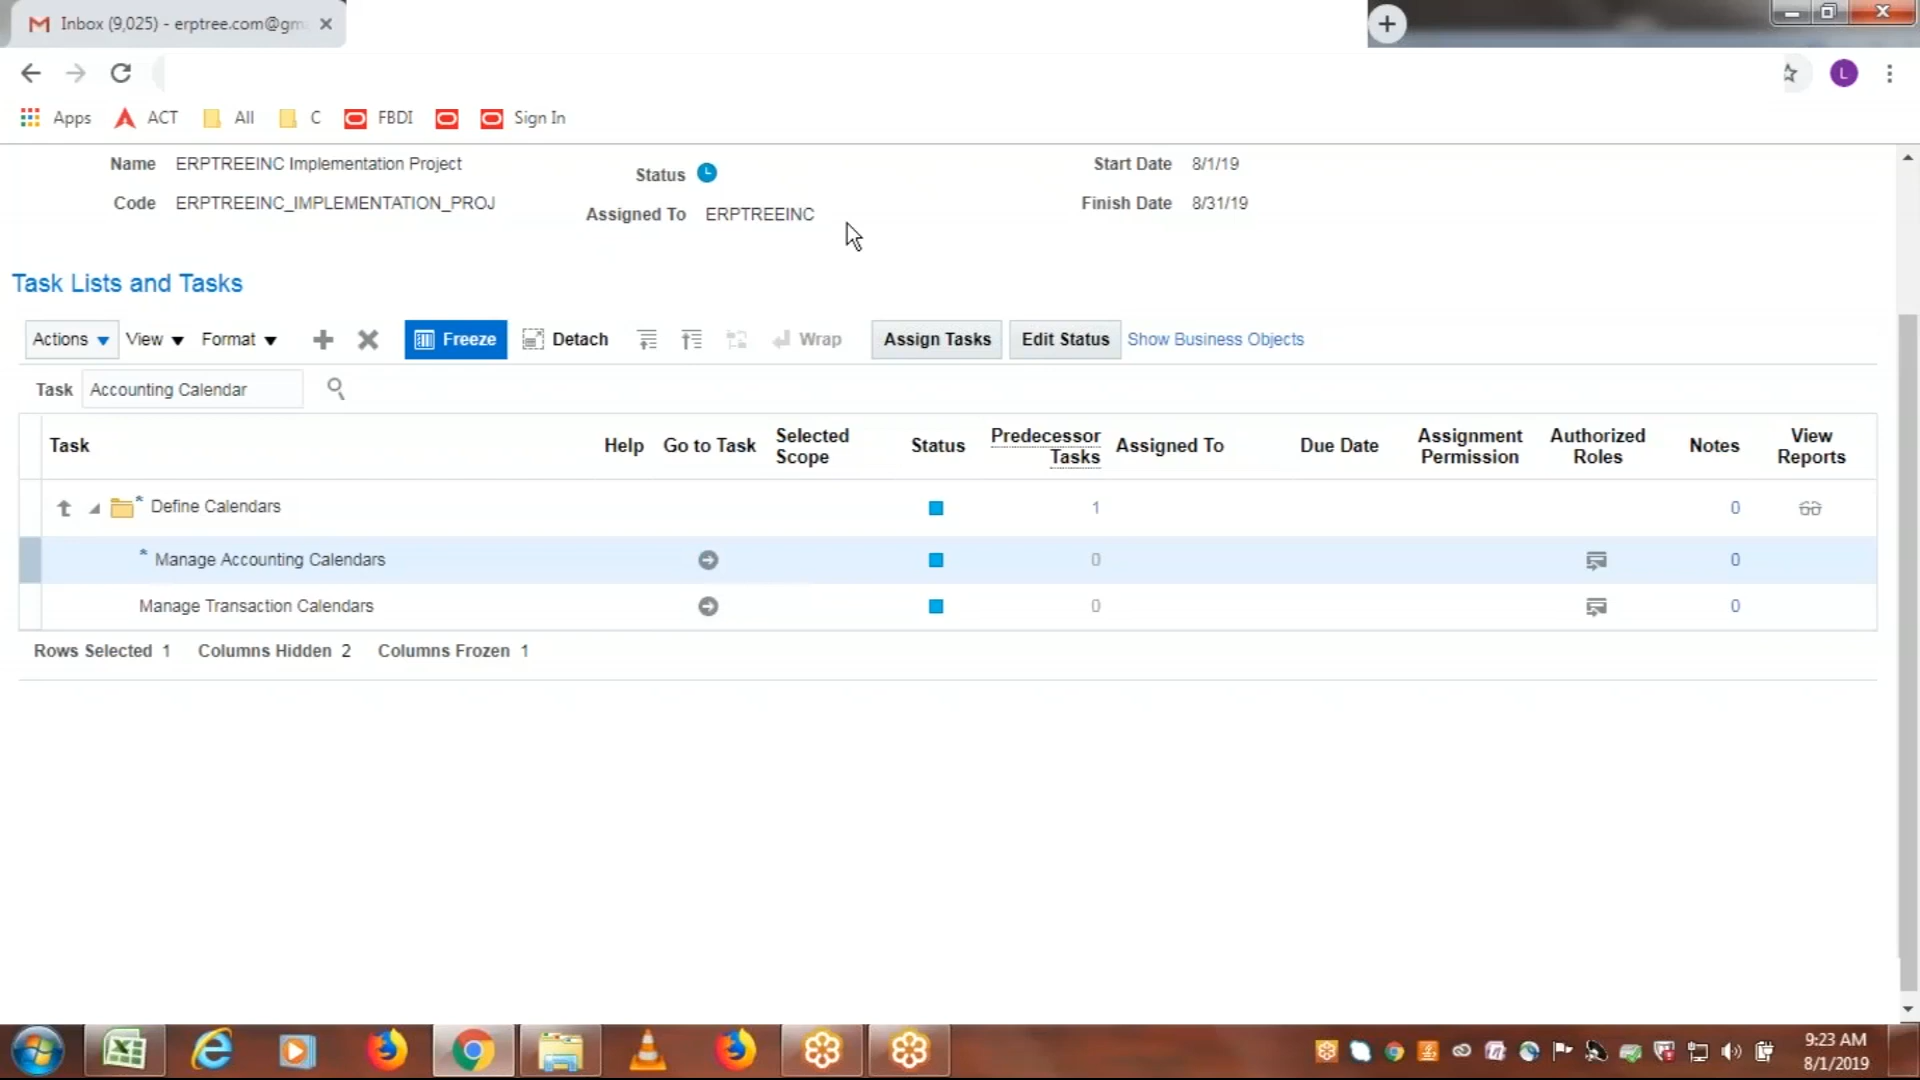 Inbox (9,025) - erptree.com@gm
Apps ACT All C FBDI Sign In
Name ERPTREEINC Implementation Project Status Start Date 8/1/19
Code ERPTREEINC_IMPLEMENTATION_PROJ Assigned To ERPTREEINC Finish Date 8/31/19
L
Task Lists and Tasks
Actions View Format Freeze Detach Wrap Assign Tasks Edit Status Show Business Objects
Task Accounting Calendar
Task Help Go to Task Selected Scope Status Predecessor Tasks Assigned To Due Date Assignment Permission Authorized Roles Notes View Reports
* Define Calendars 1 0
* Manage Accounting Calendars 0 0
Manage Transaction Calendars 0 0
Rows Selected 1 Columns Hidden 2 Columns Frozen 1
9:23 AM
8/1/2019